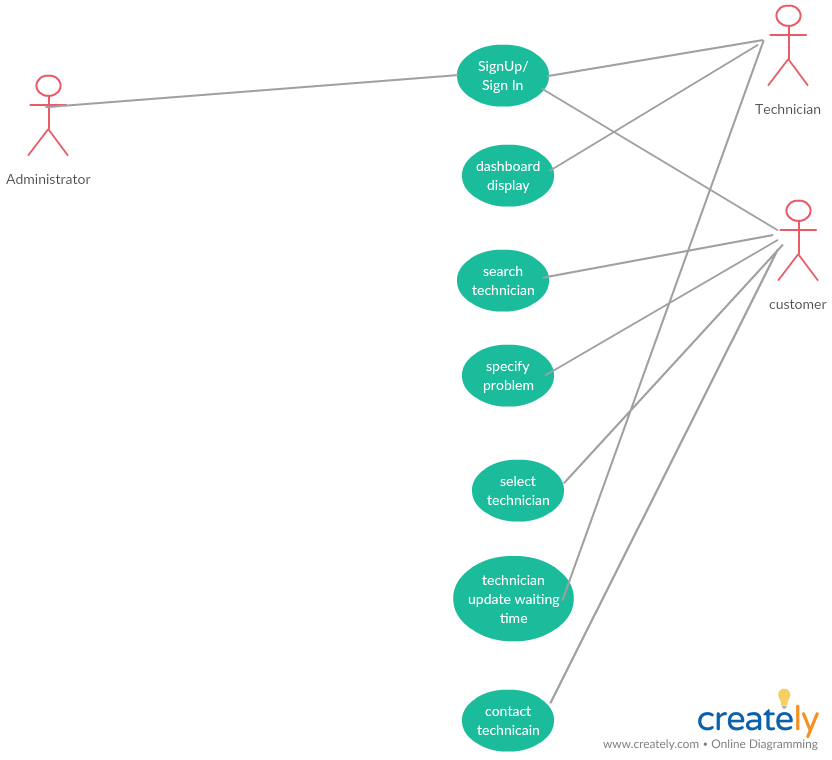 SignUp/
Sign In
Technician
Administrator
dashboard
display
search
technician
customer
specify
problem
select
technician
technician
update waiting
time
contact
technicain
creately
www.creately.com • Online Diagramming